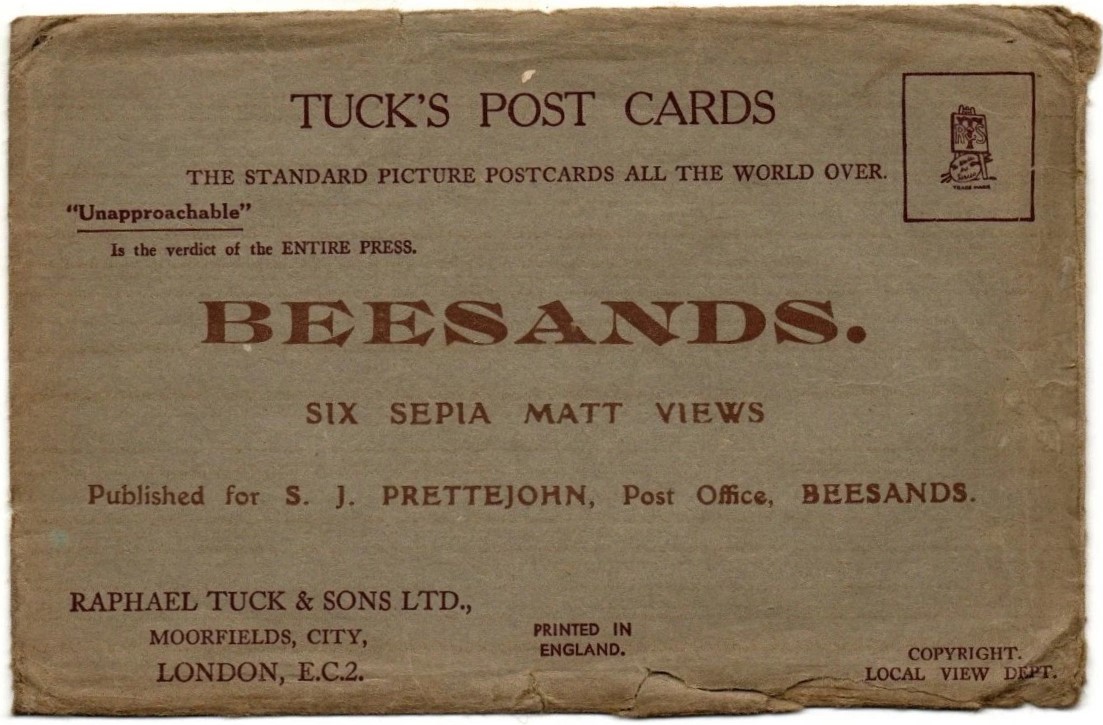 TUCK'S POST CARDS
THE STANDARD PICTURE POSTCARDS ALL THE WORLD OVER.
"Unapproachable"
Is the verdict of the ENTIRE PRESS.
BEESANDS.
SIX SEPIA MATT VIEWS
Published for S. J. PRETTEJOHN, Post Office, BEESANDS.
RAPHAEL TUCK & SONS LTD.,
MOORFIELDS, CITY,
LONDON, E.C.2.
PRINTED IN
ENGLAND.
COPYRIGHT.
LOCAL VIEW DEPT.
TRADE MARK